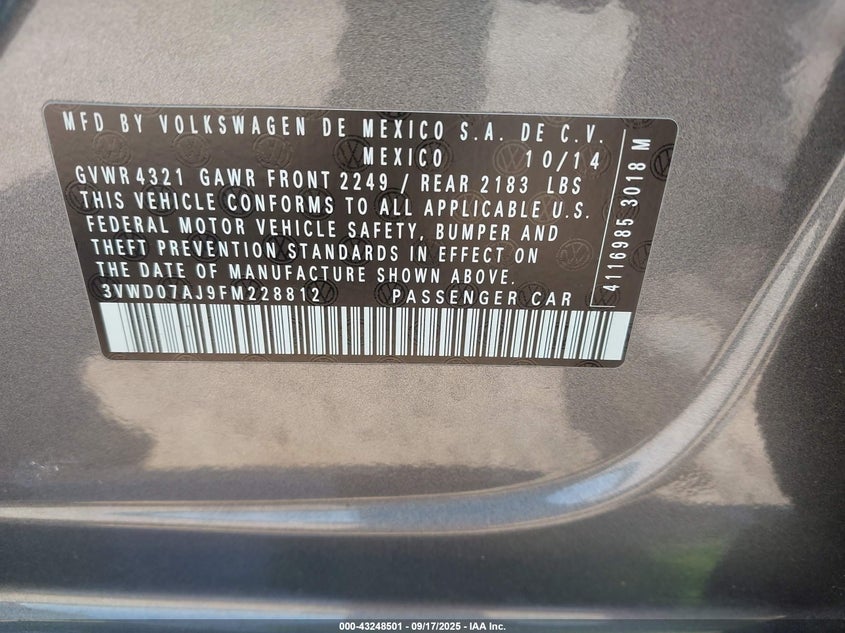 MFD BY VOLKSWAGEN DE MEXICO S.A. DE C.V.
MEXICO 10/14
GVWR 4321 GAWR FRONT 2249 / REAR 2183 LBS
THIS VEHICLE CONFORMS TO ALL APPLICABLE U.S.
FEDERAL MOTOR VEHICLE SAFETY, BUMPER AND
THEFT PREVENTION STANDARDS IN EFFECT ON
THE DATE OF MANUFACTURE SHOWN ABOVE.
3VWD07AJ9FM228812 PASSENGER CAR
4116985 3018 M
000-43248501 - 09/17/2025 - IAA Inc.